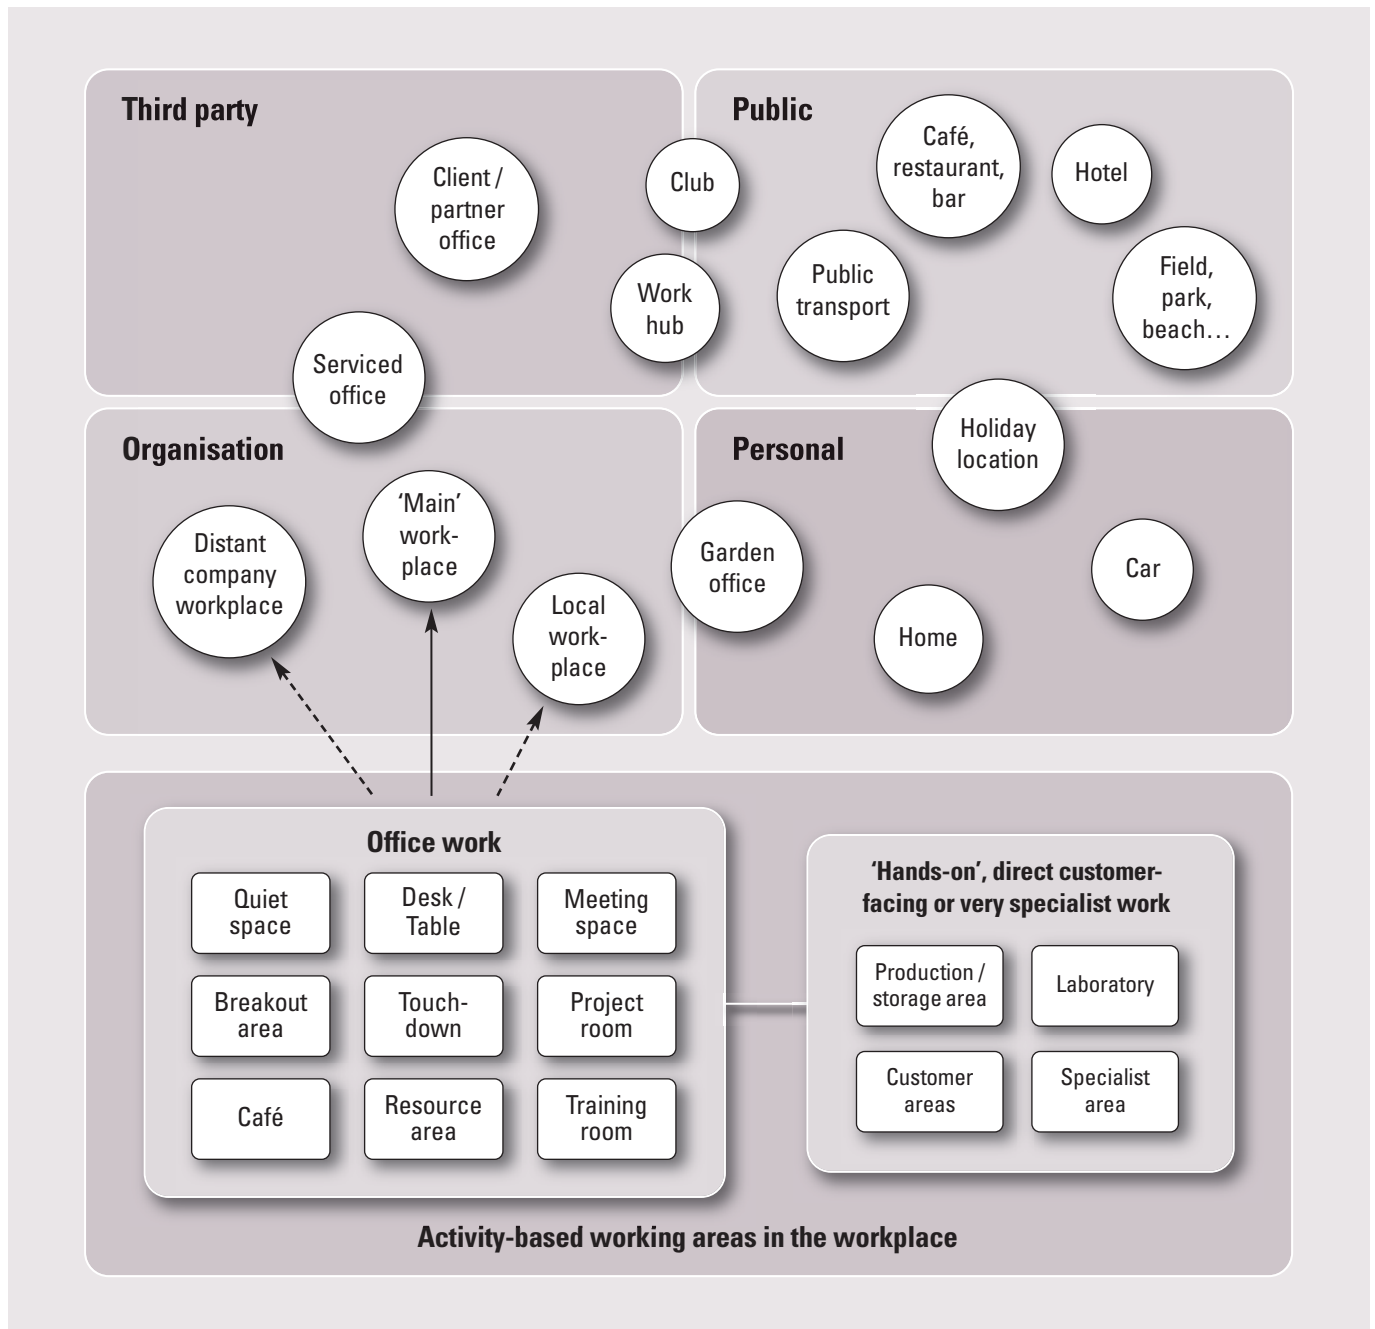 Third party
Client /
partner
office
Club
Work
hub
Serviced
office
Public
Café,
restaurant,
bar
Hotel
Public
transport
Field,
park,
beach...
Organisation
Distant
company
workplace
‘Main’
work-
place
Local
work-
place
Personal
Holiday
location
Garden
office
Home
Car
Office work
Quiet
space
Desk /
Table
Meeting
space
Breakout
area
Touch-
down
Project
room
Café
Resource
area
Training
room
‘Hands-on’, direct customer-
facing or very specialist work
Production /
storage area
Laboratory
Customer
areas
Specialist
area
Activity-based working areas in the workplace